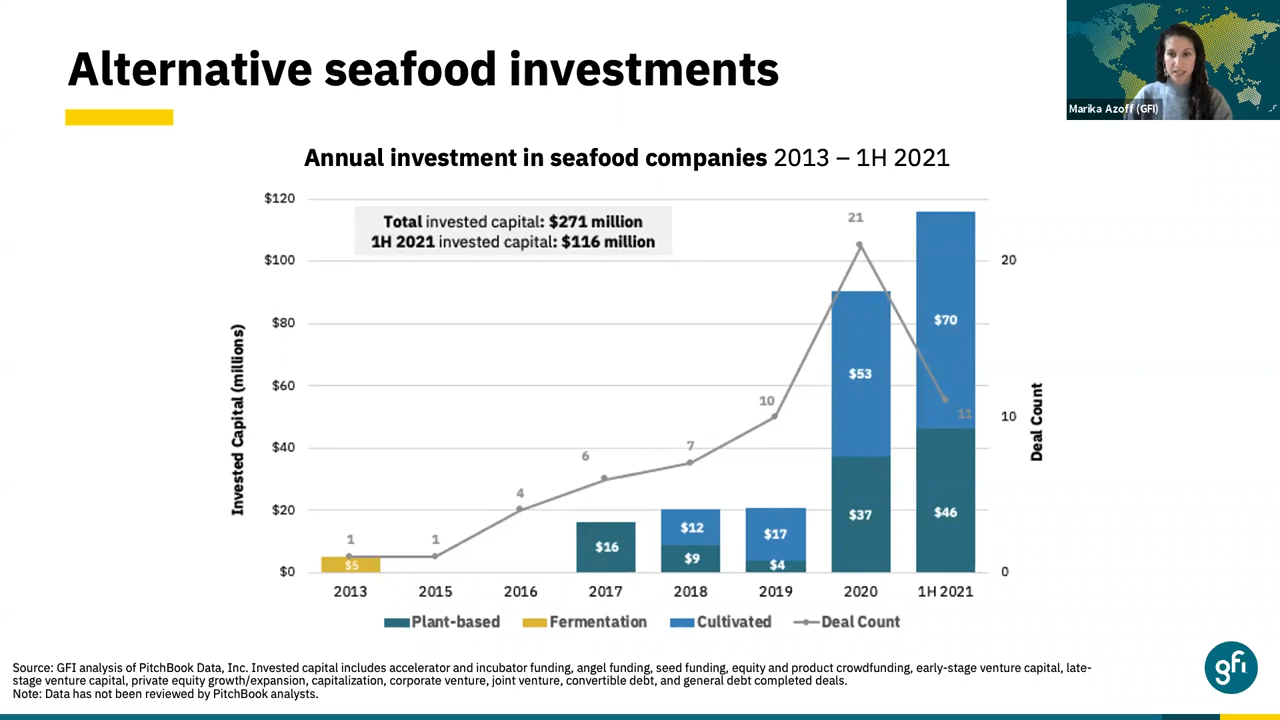 Alternative seafood investments
Marika Azoff (GFI)
Annual investment in seafood companies 2013 – 1H 2021
Total invested capital: $271 million
1H 2021 invested capital: $116 million
Invested Capital (millions)
$120
$100
$80
$60
$40
$20
$0
1
$5
1
4
6
$16
7
$12
$9
10
$17
$4
21
$53
$37
$70
11
$46
20
10
0
Deal Count
2013 2015 2016 2017 2018 2019 2020 1H 2021
Plant-based Fermentation Cultivated Deal Count
Source: GFI analysis of PitchBook Data, Inc. Invested capital includes accelerator and incubator funding, angel funding, seed funding, equity and product crowdfunding, early-stage venture capital, late-
stage venture capital, private equity growth/expansion, capitalization, corporate venture, joint venture, convertible debt, and general debt completed deals.
Note: Data has not been reviewed by PitchBook analysts.
gfi